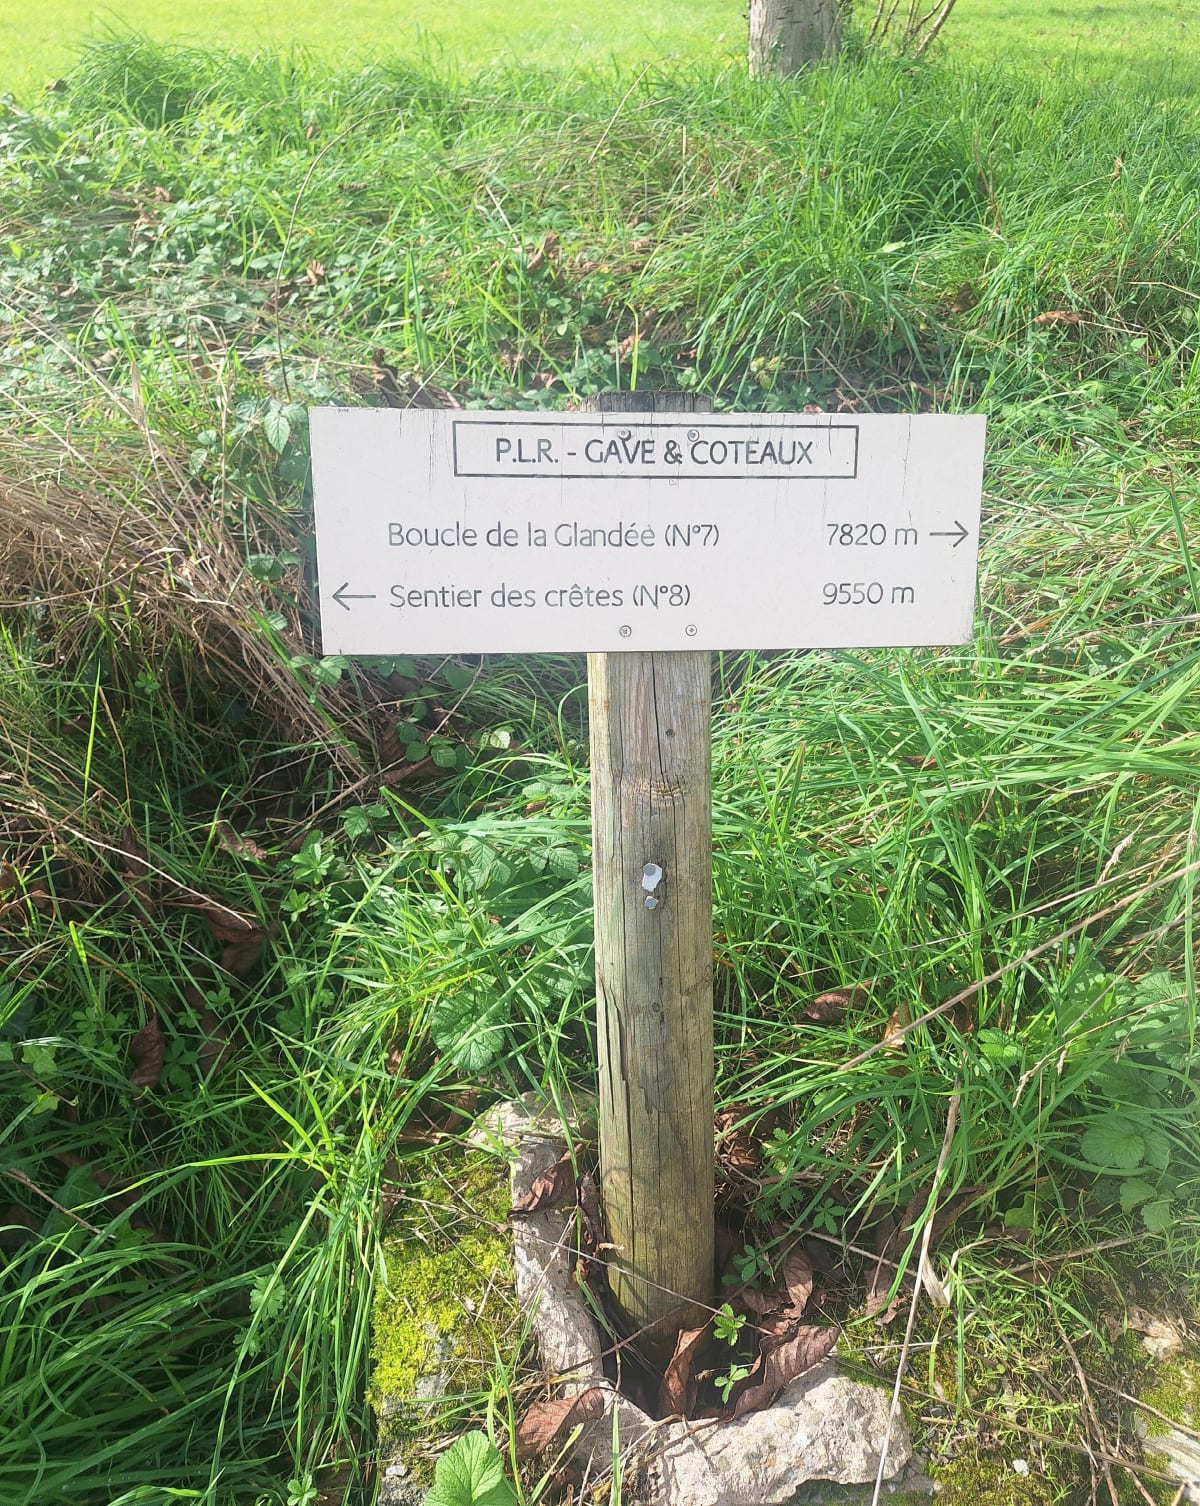 P.L.R. - GAVE & COTEAUX
Boucle de la Glandée (N°7) 7820 m →
← Sentier des crêtes (N°8) 9550 m